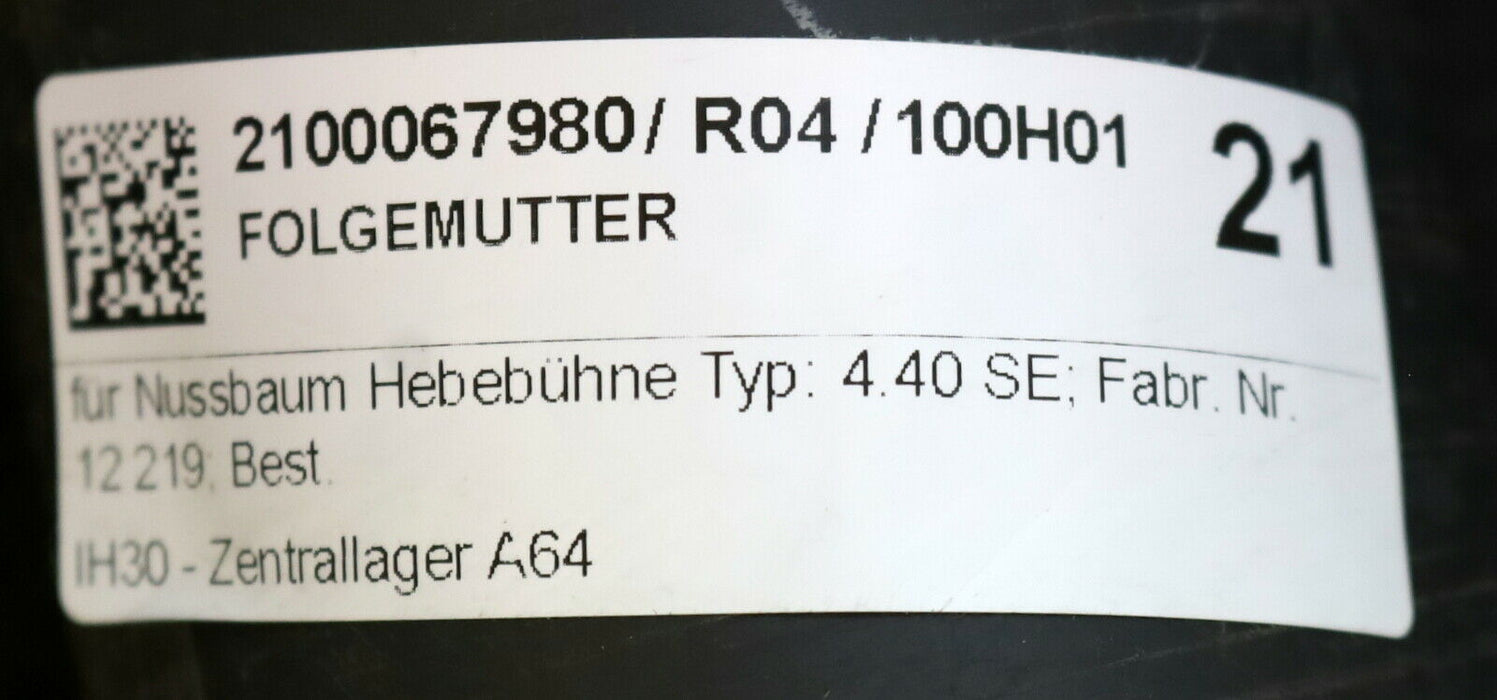 2100067980/ R04 /100H01
21
FOLGEMUTTER
für Nussbaum Hebebühne Typ: 4.40 SE; Fabr. Nr.
12 219; Best.
IH30 - Zentrallager A64